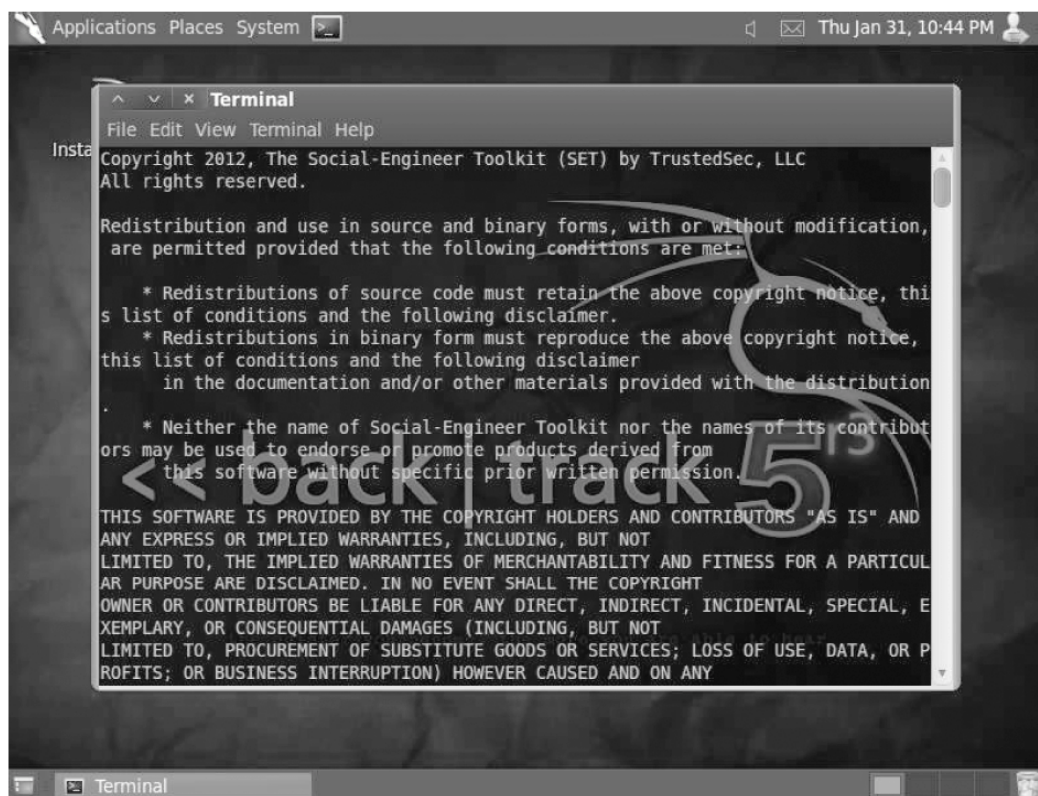 Applications Places System
Thu Jan 31, 10:44 PM
Insta
Terminal
File Edit View Terminal Help
Copyright 2012, The Social-Engineer Toolkit (SET) by TrustedSec, LLC
All rights reserved.
Redistribution and use in source and binary forms, with or without modification,
are permitted provided that the following conditions are met:
* Redistributions of source code must retain the above copyright notice, thi
s list of conditions and the following disclaimer.
* Redistributions in binary form must reproduce the above copyright notice,
this list of conditions and the following disclaimer
in the documentation and/or other materials provided with the distribution
.
* Neither the name of Social-Engineer Toolkit nor the names of its contribut
ors may be used to endorse or promote products derived from
this software without specific prior written permission.
<< back | track 5 r3
THIS SOFTWARE IS PROVIDED BY THE COPYRIGHT HOLDERS AND CONTRIBUTORS "AS IS" AND
ANY EXPRESS OR IMPLIED WARRANTIES, INCLUDING, BUT NOT
LIMITED TO, THE IMPLIED WARRANTIES OF MERCHANTABILITY AND FITNESS FOR A PARTICUL
AR PURPOSE ARE DISCLAIMED. IN NO EVENT SHALL THE COPYRIGHT
OWNER OR CONTRIBUTORS BE LIABLE FOR ANY DIRECT, INDIRECT, INCIDENTAL, SPECIAL, E
XEMPLARY, OR CONSEQUENTIAL DAMAGES (INCLUDING, BUT NOT
LIMITED TO, PROCUREMENT OF SUBSTITUTE GOODS OR SERVICES; LOSS OF USE, DATA, OR P
ROFITS; OR BUSINESS INTERRUPTION) HOWEVER CAUSED AND ON ANY
Terminal